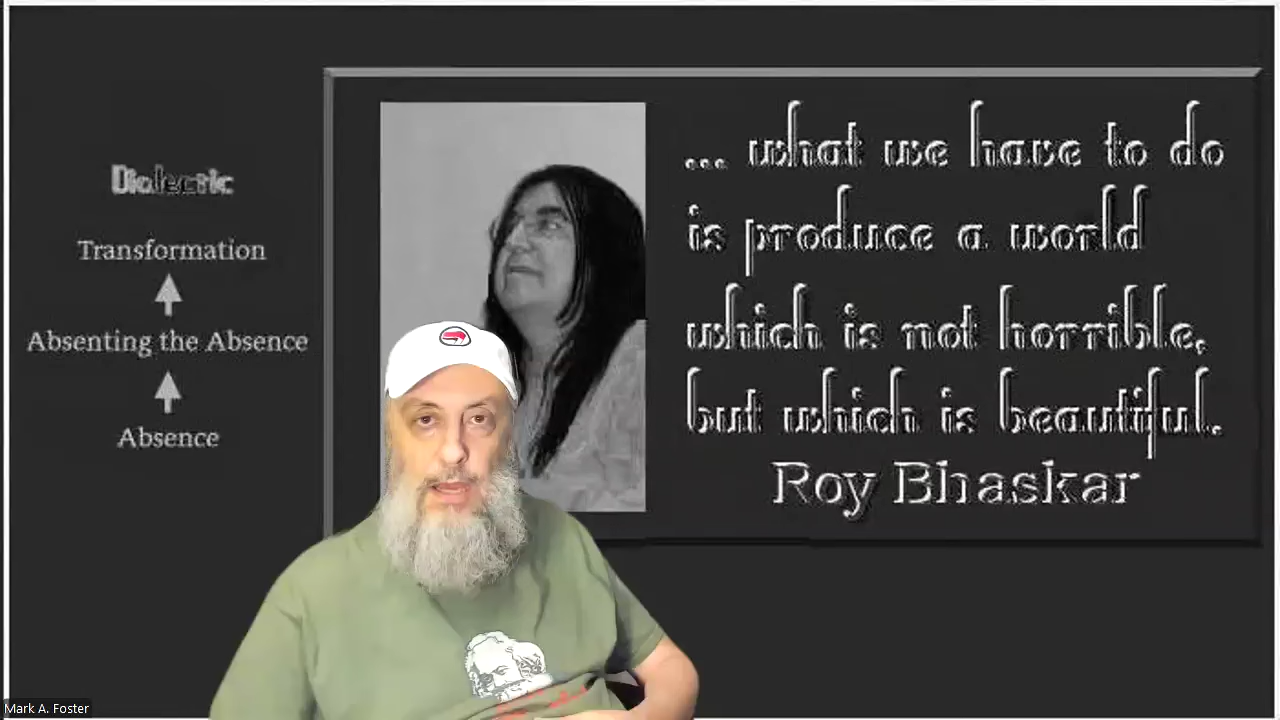 Dialectic
Transformation
Absenting the Absence
Absence
... what we have to do
is produce a world
which is not horrible,
but which is beautiful.
Roy Bhaskar
Mark A. Foster